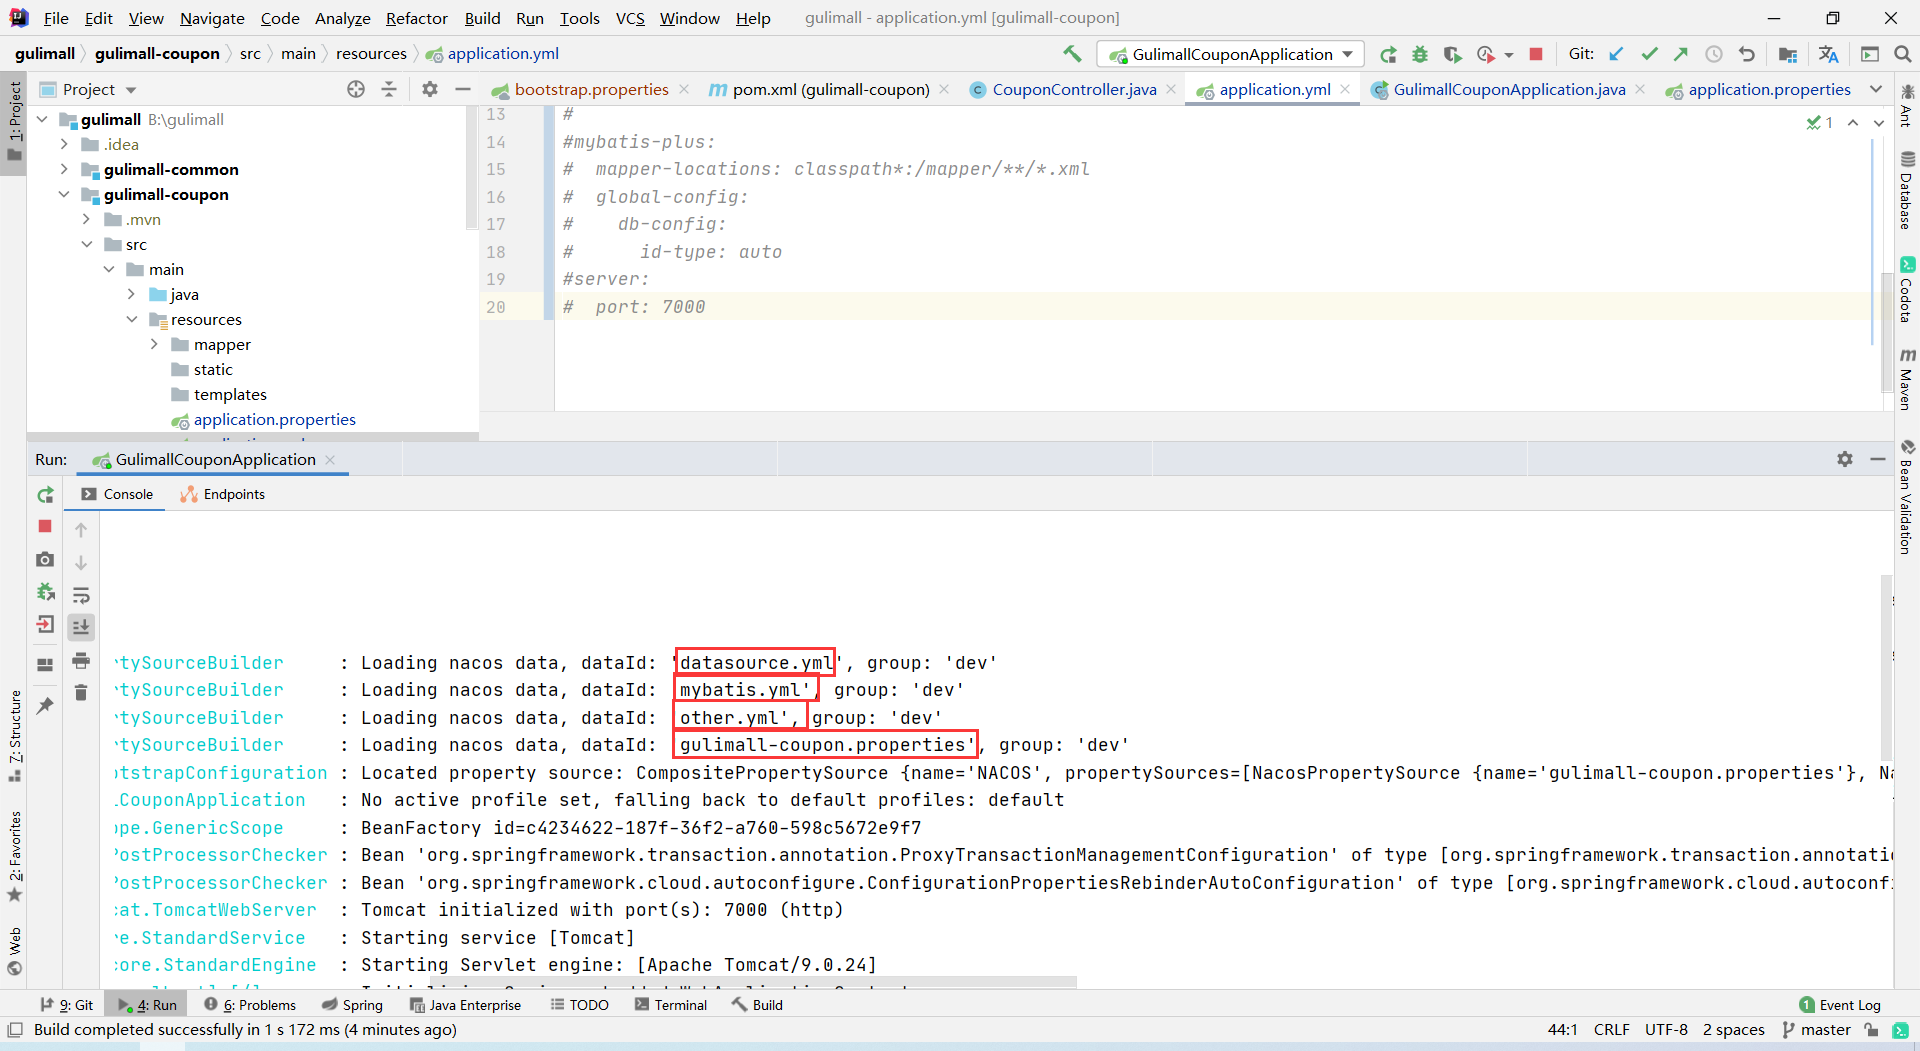 File Edit View Navigate Code Analyze Refactor Build Run Tools VCS Window Help gulimall - application.yml [gulimall-coupon]
gulimall gulimall-coupon src main resources application.yml GulimallCouponApplication Git:
Project bootstrap.properties pom.xml (gulimall-coupon) CouponController.java application.yml GulimallCouponApplication.java application.properties
1: Project
gulimall B:\gulimall
.idea
gulimall-common
gulimall-coupon
.mvn
src
main
java
resources
mapper
static
templates
application.properties
13 #
14 #mybatis-plus:
15 #  mapper-locations: classpath*:/mapper/**/*.xml
16 #  global-config:
17 #    db-config:
18 #      id-type: auto
19 #server:
20 #  port: 7000
1
Ant
Database
Codota
Maven
Bean Validation
Run: GulimallCouponApplication
Console Endpoints
rtySourceBuilder : Loading nacos data, dataId: 'datasource.yml', group: 'dev'
rtySourceBuilder : Loading nacos data, dataId: 'mybatis.yml', group: 'dev'
rtySourceBuilder : Loading nacos data, dataId: 'other.yml', group: 'dev'
rtySourceBuilder : Loading nacos data, dataId: 'gulimall-coupon.properties', group: 'dev'
otstrapConfiguration : Located property source: CompositePropertySource {name='NACOS', propertySources=[NacosPropertySource {name='gulimall-coupon.properties'}, Na
lCouponApplication : No active profile set, falling back to default profiles: default
ope.GenericScope : BeanFactory id=c4234622-187f-36f2-a760-598c5672e9f7
PostProcessorChecker : Bean 'org.springframework.transaction.annotation.ProxyTransactionManagementConfiguration' of type [org.springframework.transaction.annotati
PostProcessorChecker : Bean 'org.springframework.cloud.autoconfigure.ConfigurationPropertiesRebinderAutoConfiguration' of type [org.springframework.cloud.autoconf
cat.TomcatWebServer : Tomcat initialized with port(s): 7000 (http)
re.StandardService : Starting service [Tomcat]
core.StandardEngine : Starting Servlet engine: [Apache Tomcat/9.0.24]
7: Structure
2: Favorites
Web
9: Git 4: Run 6: Problems Spring Java Enterprise TODO Terminal Build 1 Event Log
Build completed successfully in 1 s 172 ms (4 minutes ago) 44:1 CRLF UTF-8 2 spaces master